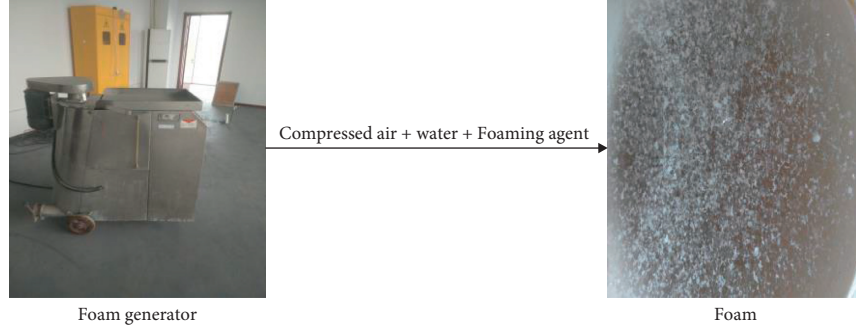 Compressed air + water + Foaming agent
Foam generator
Foam